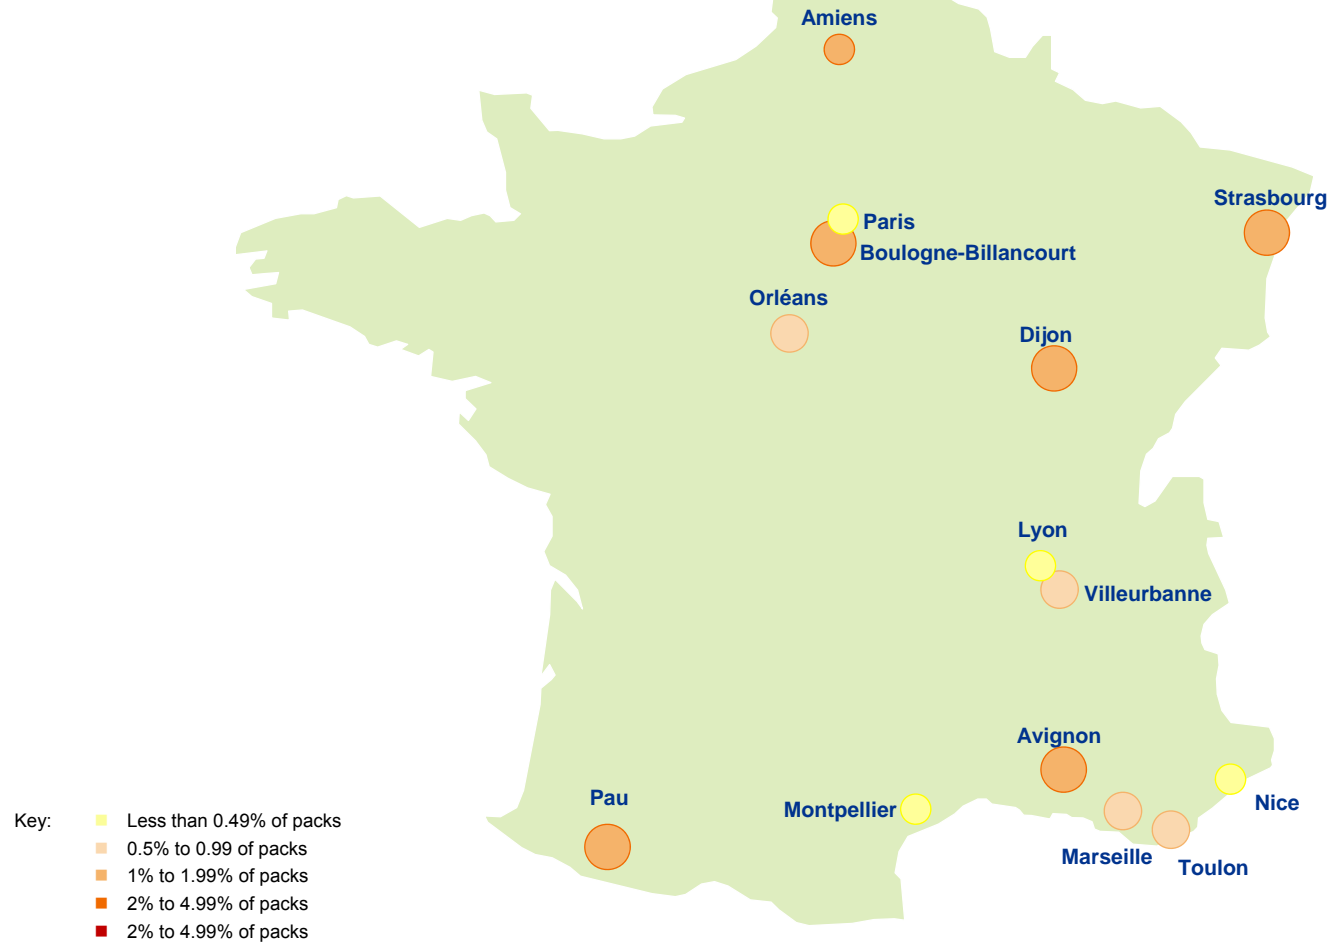 Amiens
Strasbourg
Paris
Boulogne-Billancourt
Orléans
Dijon
Lyon
Villeurbanne
Avignon
Pau
Montpellier
Nice
Marseille
Toulon
Key:
Less than 0.49% of packs
0.5% to 0.99 of packs
1% to 1.99% of packs
2% to 4.99% of packs
2% to 4.99% of packs